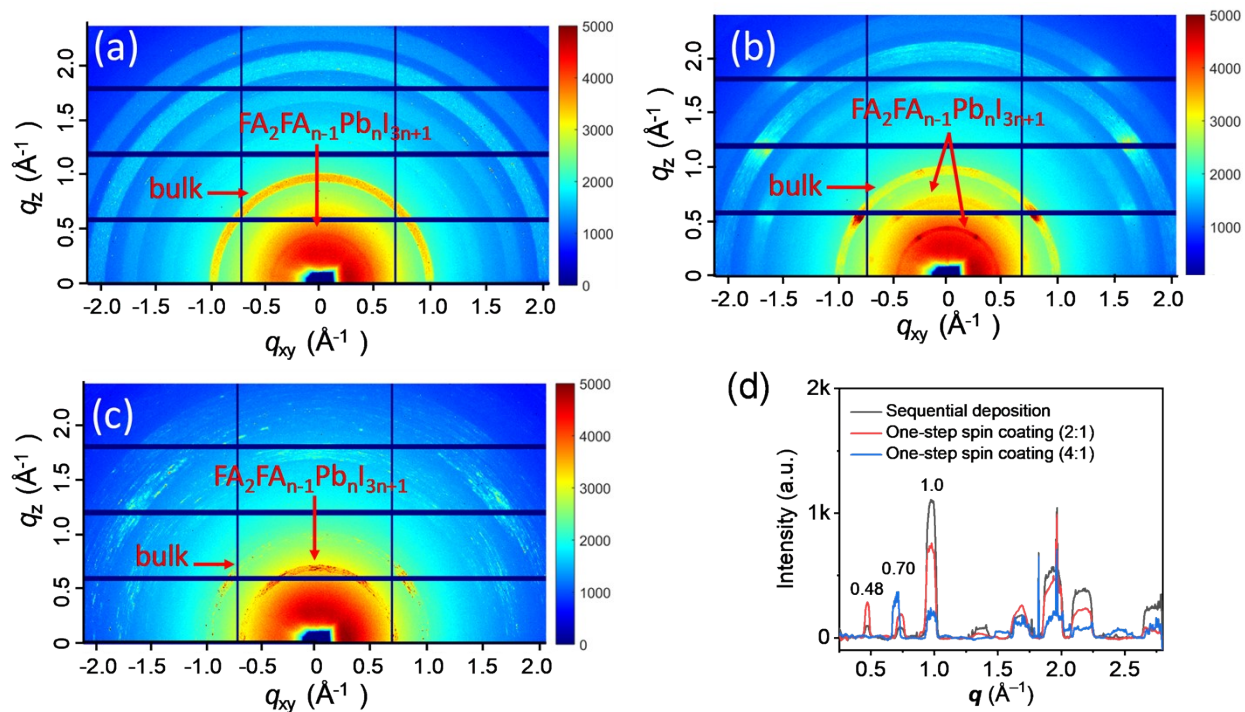 (a)
FA₂FAₙ₋₁PbₙI₃ₙ₊₁
bulk
qz (Å⁻¹)
2.0
1.5
1.0
0.5
0
-2.0 -1.5 -1.0 -0.5 0 0.5 1.0 1.5 2.0
qxy (Å⁻¹)
5000
4000
3000
2000
1000
0
(b)
FA₂FAₙ₋₁PbₙI₃ₙ₊₁
bulk
qz (Å⁻¹)
2.0
1.5
1.0
0.5
0
-2.0 -1.5 -1.0 -0.5 0 0.5 1.0 1.5 2.0
qxy (Å⁻¹)
5000
4000
3000
2000
1000
(c)
FA₂FAₙ₋₁PbₙI₃ₙ₊₁
bulk
qz (Å⁻¹)
2.0
1.5
1.0
0.5
0
-2.0 -1.5 -1.0 -0.5 0 0.5 1.0 1.5 2.0
qxy (Å⁻¹)
5000
4000
3000
2000
1000
0
(d)
2k
1k
0
Intensity (a.u.)
Sequential deposition
One-step spin coating (2:1)
One-step spin coating (4:1)
1.0
0.70
0.48
0.5 1.0 1.5 2.0 2.5
q (Å⁻¹)